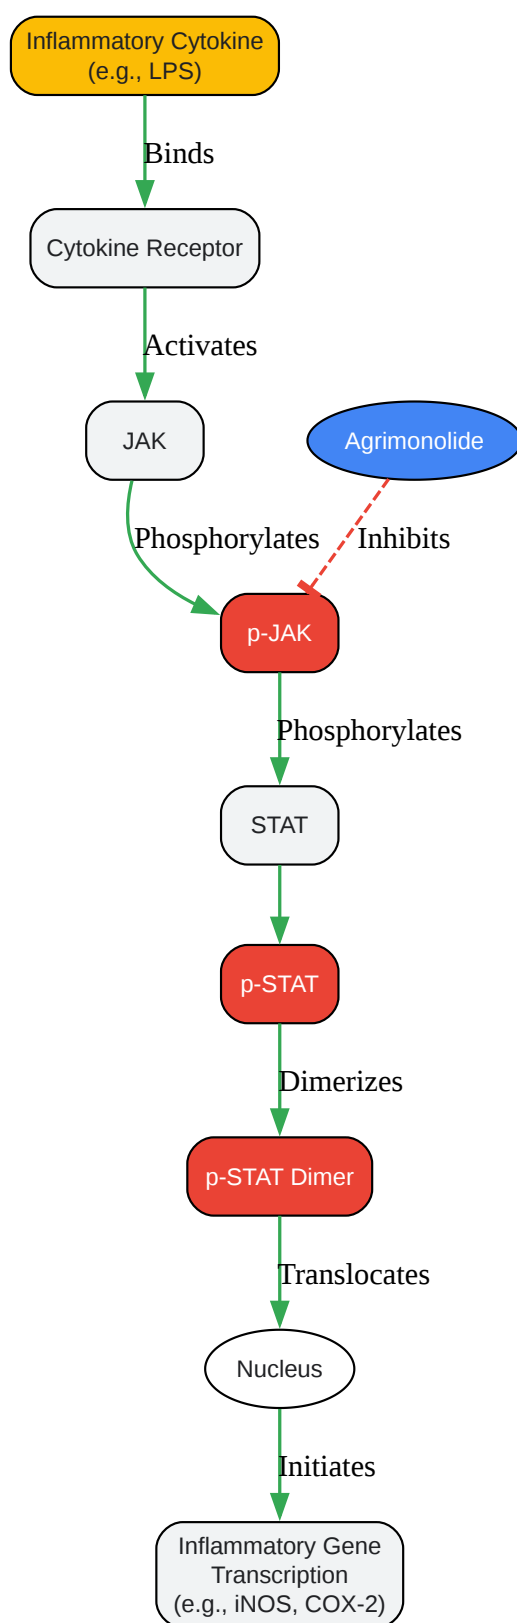 Inflammatory Cytokine
(e.g., LPS)
Binds
Cytokine Receptor
Activates
JAK
Agrimonolide
Phosphorylates
Inhibits
p-JAK
Phosphorylates
STAT
p-STAT
Dimerizes
p-STAT Dimer
Translocates
Nucleus
Initiates
Inflammatory Gene
Transcription
(e.g., iNOS, COX-2)